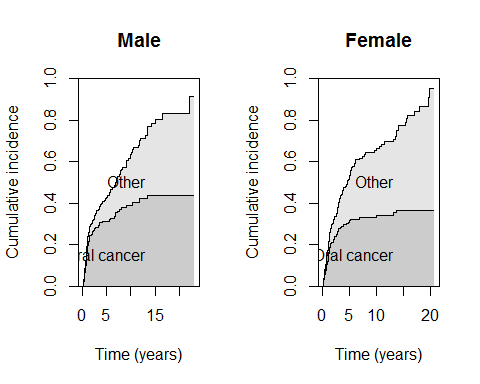 Male
Cumulative incidence
0.0 0.2 0.4 0.6 0.8 1.0
Other
ral cancer
0 5 15
Time (years)
Female
Cumulative incidence
0.0 0.2 0.4 0.6 0.8 1.0
Other
Oral cancer
0 5 10 20
Time (years)